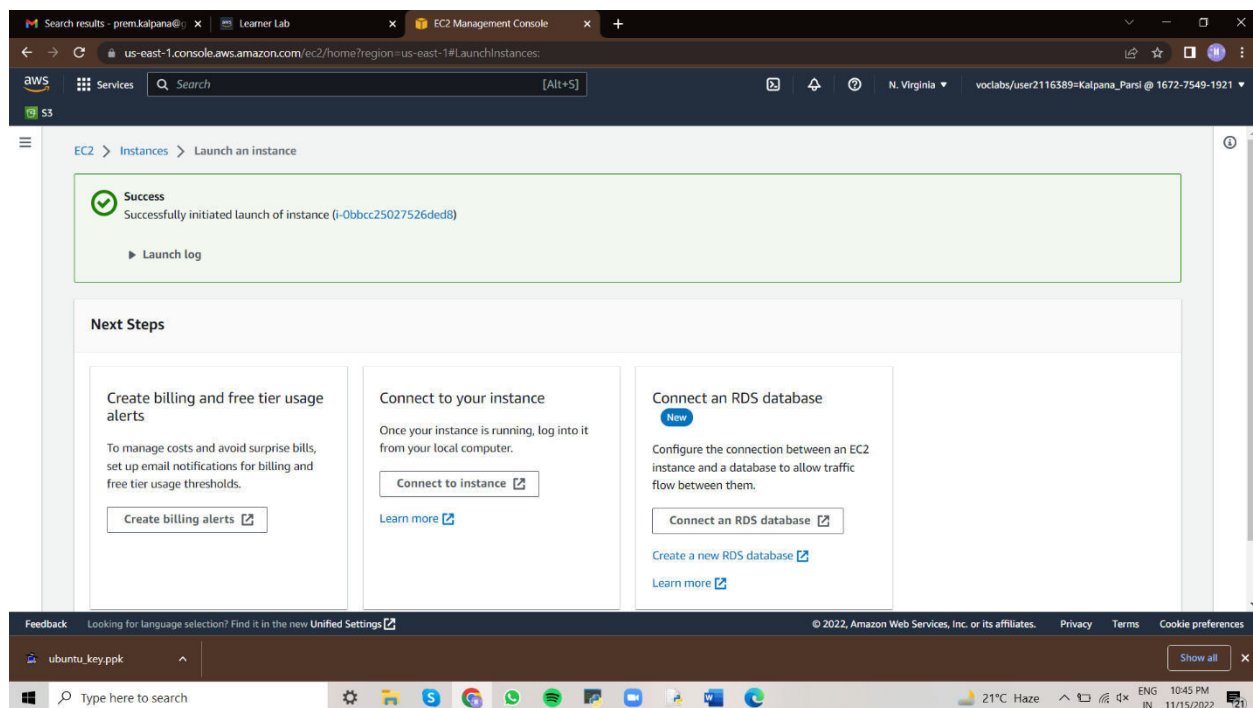 Search results - prem.kalpana@g
Learner Lab
EC2 Management Console
us-east-1.console.aws.amazon.com/ec2/home?region=us-east-1#LaunchInstances:
aws
Services
Search
[Alt+S]
N. Virginia
voclabs/user2116389=Kalpana_Parsi @ 1672-7549-1921
S3
EC2 > Instances > Launch an instance
Success
Successfully initiated launch of instance (i-0bbcc25027526ded8)
Launch log
Next Steps
Create billing and free tier usage
alerts
To manage costs and avoid surprise bills,
set up email notifications for billing and
free tier usage thresholds.
Create billing alerts
Connect to your instance
Once your instance is running, log into it
from your local computer.
Connect to instance
Learn more
Connect an RDS database
New
Configure the connection between an EC2
instance and a database to allow traffic
flow between them.
Connect an RDS database
Create a new RDS database
Learn more
Feedback
Looking for language selection? Find it in the new Unified Settings
© 2022, Amazon Web Services, Inc. or its affiliates.
Privacy
Terms
Cookie preferences
ubuntu_key.ppk
Show all
Type here to search
21°C Haze
ENG
IN
10:45 PM
11/15/2022
21